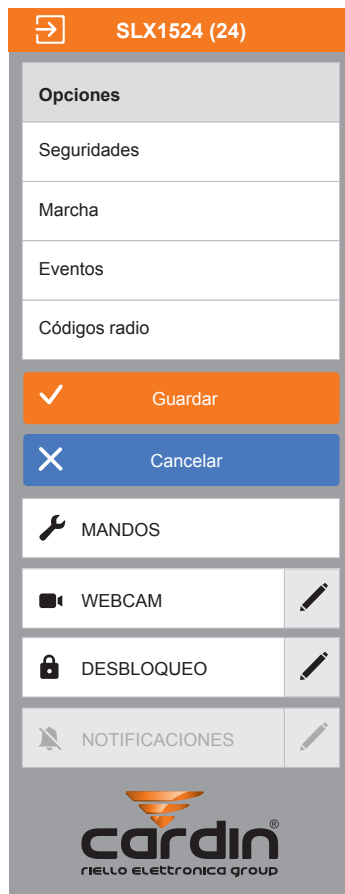 SLX1524 (24)
Opciones
Seguridades
Marcha
Eventos
Códigos radio
Guardar
Cancelar
MANDOS
WEBCAM
DESBLOQUEO
NOTIFICACIONES
cardin®
riello elettronica group